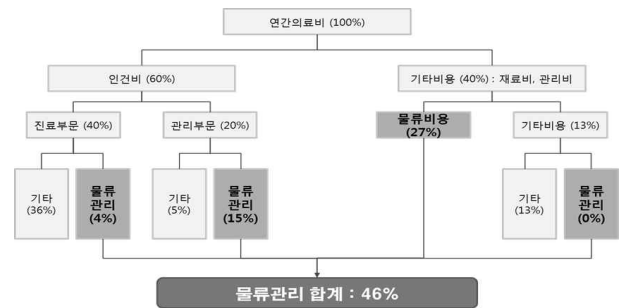 연간의료비 (100%)
인건비 (60%)
기타비용 (40%) : 재료비, 관리비
진료부문 (40%)
관리부문 (20%)
물류비용
(27%)
기타비용 (13%)
기타
(36%)
물류
관리
(4%)
기타
(5%)
물류
관리
(15%)
기타
(13%)
물류
관리
(0%)
물류관리 합계 : 46%